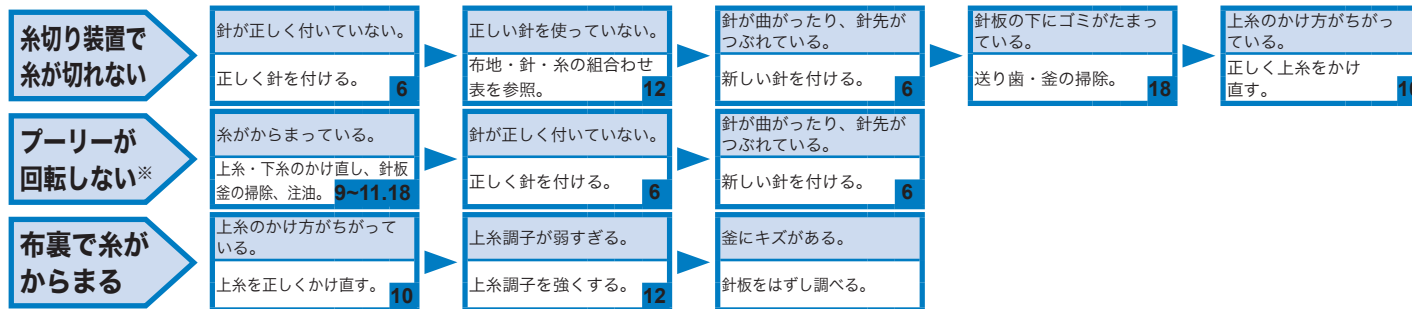 糸切り装置で
糸が切れない
針が正しく付いていない。
正しく針を付ける。
6
正しい針を使っていない。
布地・針・糸の組合わせ
表を参照。
12
針が曲がったり、針先が
つぶれている。
新しい針を付ける。
6
針板の下にゴミがたまっ
ている。
送り歯・釜の掃除。
18
上糸のかけ方がちがっ
ている。
正しく上糸をかけ
直す。
プーリーが
回転しない※
糸がからまっている。
上糸・下糸のかけ直し、針板
釜の掃除、注油。
9~11.18
針が正しく付いていない。
正しく針を付ける。
6
針が曲がったり、針先が
つぶれている。
新しい針を付ける。
6
布裏で糸が
からまる
上糸のかけ方がちがって
いる。
上糸を正しくかけ直す。
10
上糸調子が弱すぎる。
上糸調子を強くする。
12
釜にキズがある。
針板をはずし調べる。